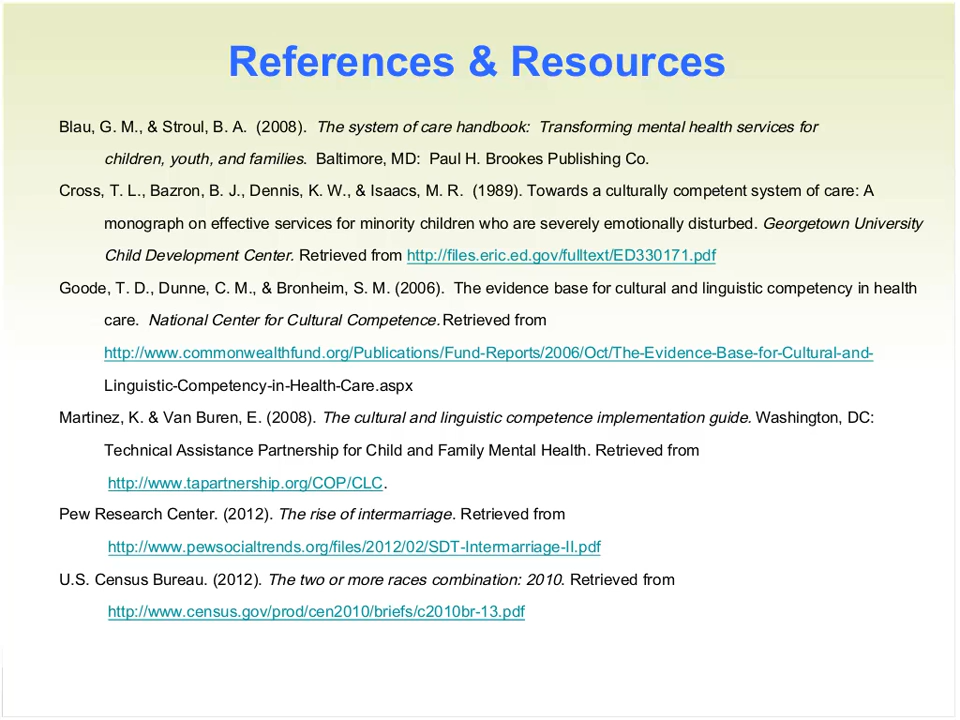 References & Resources
Blau, G. M., & Stroul, B. A.  (2008).  The system of care handbook:  Transforming mental health services for
children, youth, and families.  Baltimore, MD:  Paul H. Brookes Publishing Co.
Cross, T. L., Bazron, B. J., Dennis, K. W., & Isaacs, M. R.  (1989). Towards a culturally competent system of care: A
monograph on effective services for minority children who are severely emotionally disturbed. Georgetown University
Child Development Center. Retrieved from http://files.eric.ed.gov/fulltext/ED330171.pdf
Goode, T. D., Dunne, C. M., & Bronheim, S. M. (2006).  The evidence base for cultural and linguistic competency in health
care.  National Center for Cultural Competence. Retrieved from
http://www.commonwealthfund.org/Publications/Fund-Reports/2006/Oct/The-Evidence-Base-for-Cultural-and-
Linguistic-Competency-in-Health-Care.aspx
Martinez, K. & Van Buren, E. (2008). The cultural and linguistic competence implementation guide. Washington, DC:
Technical Assistance Partnership for Child and Family Mental Health. Retrieved from
http://www.tapartnership.org/COP/CLC.
Pew Research Center. (2012). The rise of intermarriage. Retrieved from
http://www.pewsocialtrends.org/files/2012/02/SDT-Intermarriage-II.pdf
U.S. Census Bureau. (2012). The two or more races combination: 2010. Retrieved from
http://www.census.gov/prod/cen2010/briefs/c2010br-13.pdf